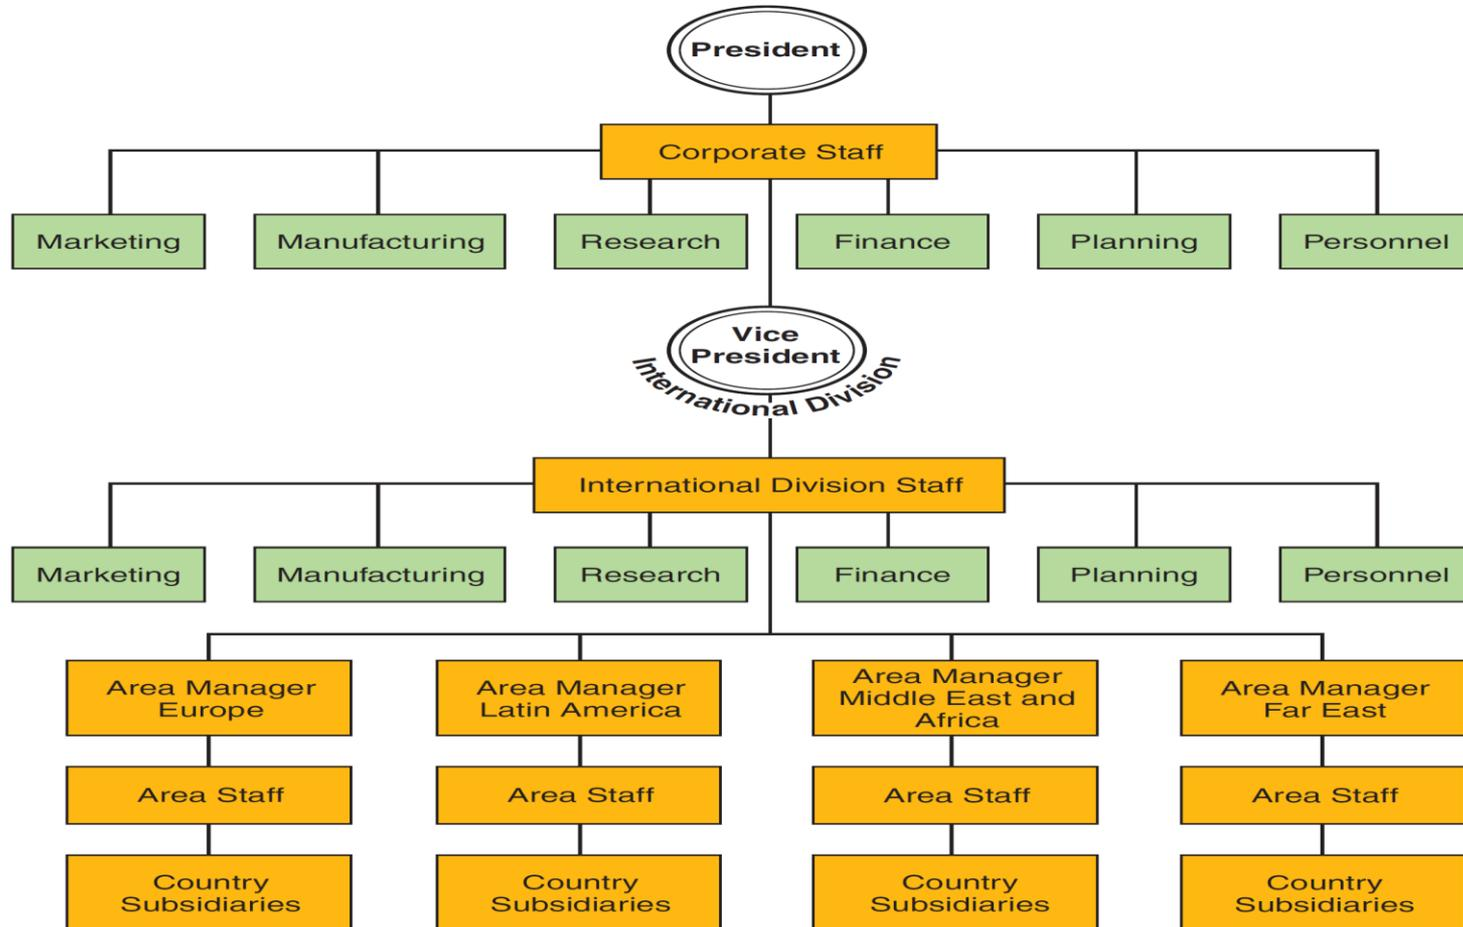 President
Corporate Staff
Marketing
Manufacturing
Research
Finance
Planning
Personnel
Vice
President
International Division
International Division Staff
Marketing
Manufacturing
Research
Finance
Planning
Personnel
Area Manager
Europe
Area Manager
Latin America
Area Manager
Middle East and
Africa
Area Manager
Far East
Area Staff
Area Staff
Area Staff
Area Staff
Country
Subsidiaries
Country
Subsidiaries
Country
Subsidiaries
Country
Subsidiaries